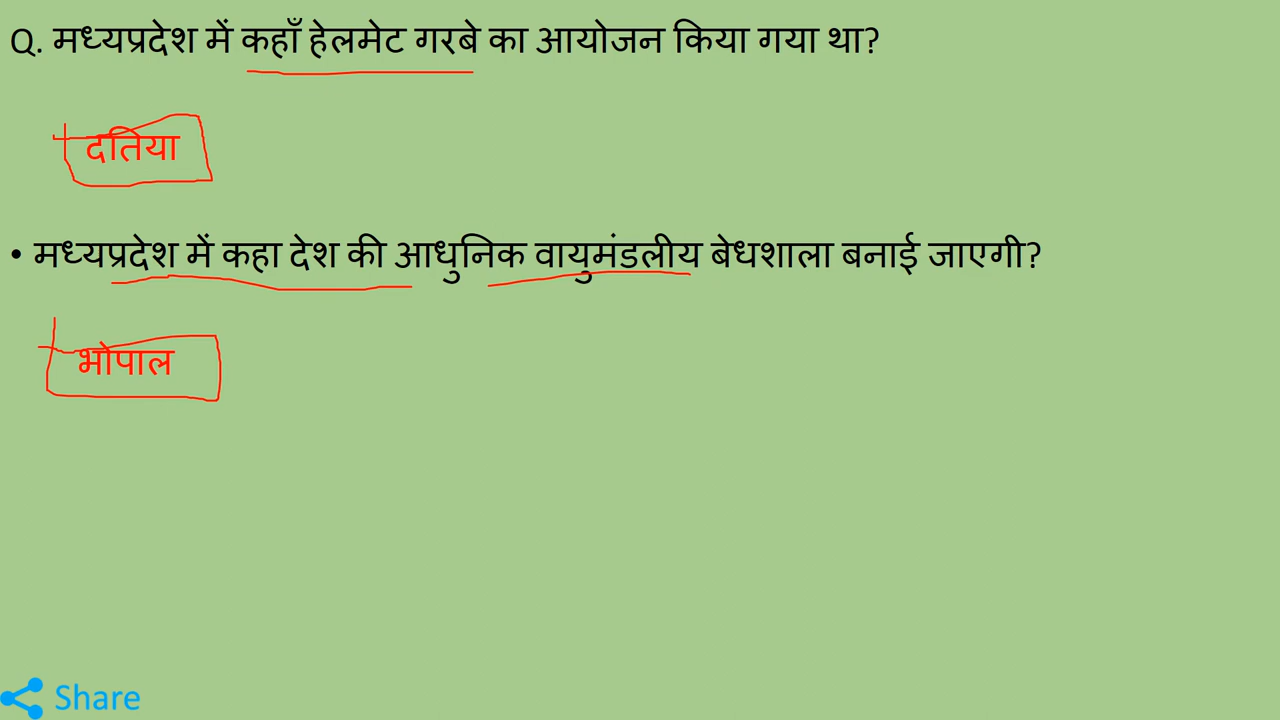 Q. मध्यप्रदेश में कहाँ हेलमेट गरबे का आयोजन किया गया था?
दतिया
• मध्यप्रदेश में कहा देश की आधुनिक वायुमंडलीय बेधशाला बनाई जाएगी?
भोपाल
Share